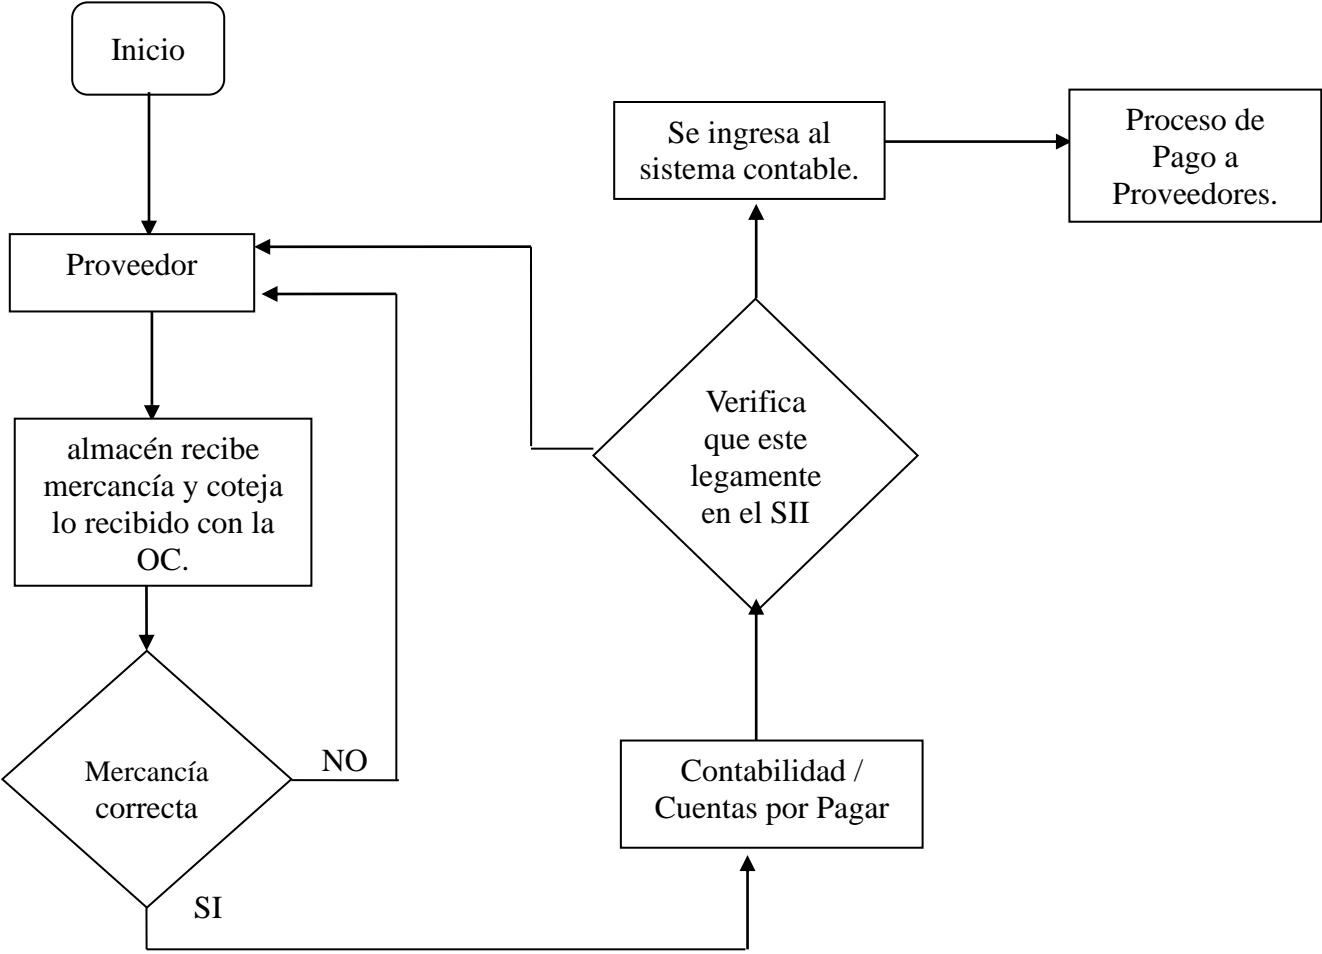 Inicio
Proveedor
almacén recibe
mercancía y coteja
lo recibido con la
OC.
Mercancía
correcta
NO
SI
Contabilidad /
Cuentas por Pagar
Verifica
que este
legamente
en el SII
Se ingresa al
sistema contable.
Proceso de
Pago a
Proveedores.